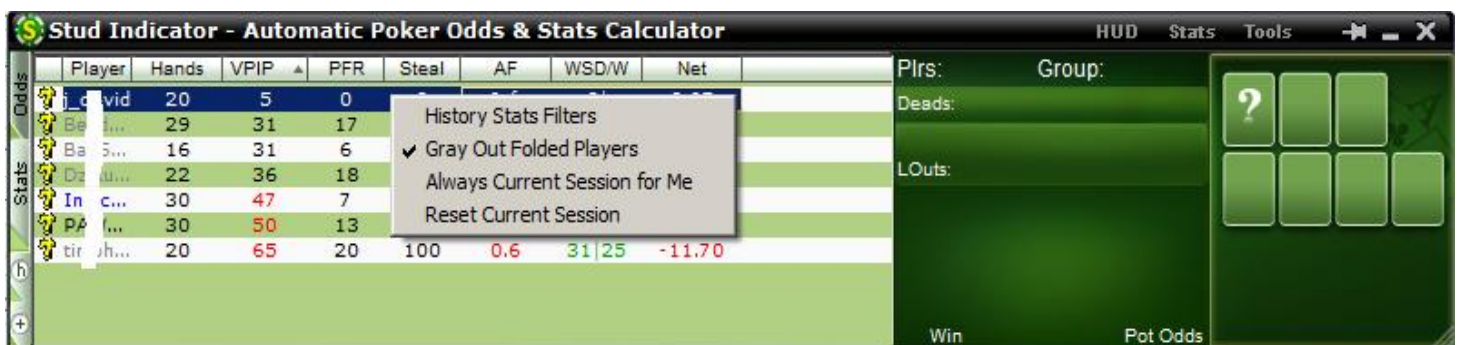 Stud Indicator - Automatic Poker Odds & Stats Calculator HUD Stats Tools
Odds
Stats
h
Player Hands VPIP PFR Steal AF WSD/W Net
20 5 0
29 31 17
16 31 6
22 36 18
30 47 7
30 50 13
20 65 20 100 0.6 31|25 -11.70
History Stats Filters
Gray Out Folded Players
Always Current Session for Me
Reset Current Session
Plrs: Group:
Deads:
LOuts:
Win Pot Odds
?